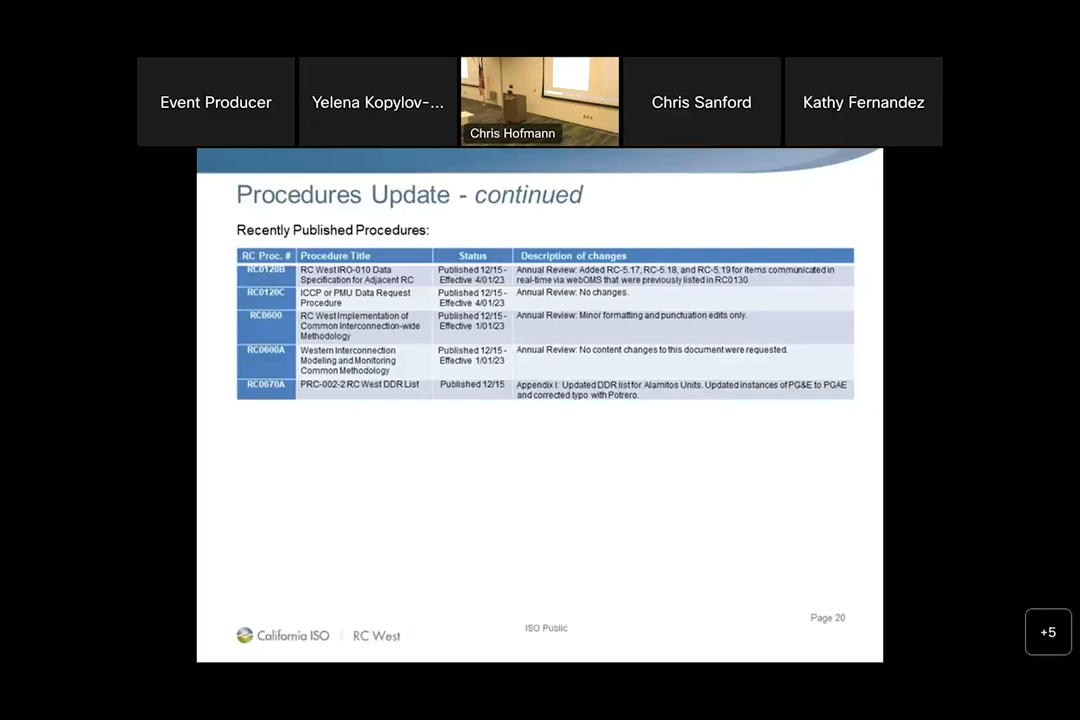 Event Producer
Yelena Kopylov-...
Chris Hofmann
Chris Sanford
Kathy Fernandez
Procedures Update - continued
Recently Published Procedures:
RC Proc. # Procedure Title Status Description of changes
RC0120B RC West IRO-010 Data Published 12/15- Annual Review: Added RC-5.17, RC-5.18, and RC-5.19 for items communicated in
Specification for Adjacent RC Effective 4/01/23 real-time via webOMS that were previously listed in RC0130.
RC0120C ICCP or PMU Data Request Published 12/15- Annual Review: No changes.
Procedure Effective 4/01/23
RC0600 RC West Implementation of Published 12/15- Annual Review: Minor formatting and punctuation edits only.
Common Interconnection-wide Effective 1/01/23
Methodology
RC0600A Western Interconnection Published 12/15- Annual Review: No content changes to this document were requested.
Modeling and Monitoring Effective 1/01/23
Common Methodology
RC0670A PRC-002-2 RC West DDR List Published 12/15 Appendix I: Updated DDR list for Alamitos Units. Updated instances of PG&E to PGAE
and corrected typo with Potrero.
Page 20
ISO Public
California ISO | RC West
+5